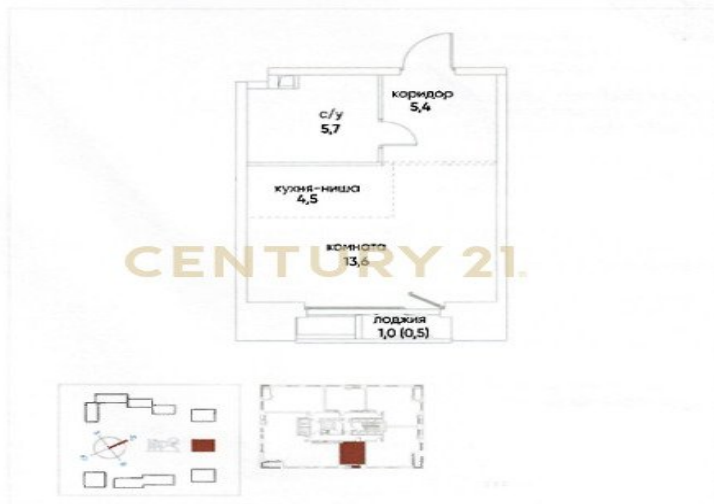 коридор
5,4
с/у
5,7
кухня-ниша
4,5
комната
13,6
CENTURY 21.
лоджия
1,0 (0,5)